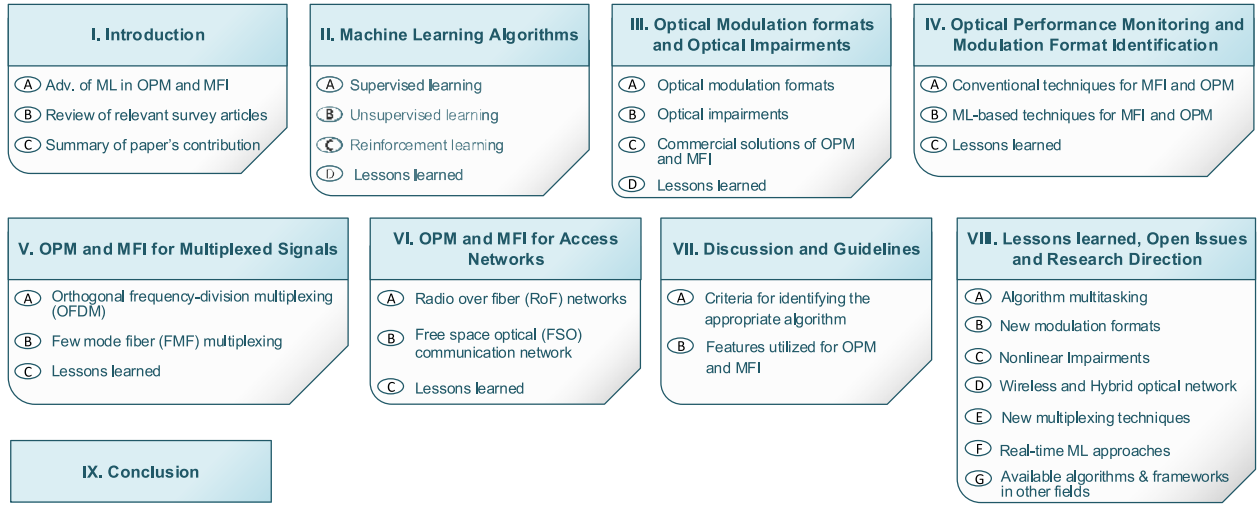 I. Introduction
A Adv. of ML in OPM and MFI
B Review of relevant survey articles
C Summary of paper's contribution
II. Machine Learning Algorithms
A Supervised learning
B Unsupervised learning
C Reinforcement learning
D Lessons learned
III. Optical Modulation formats
and Optical Impairments
A Optical modulation formats
B Optical impairments
C Commercial solutions of OPM
and MFI
D Lessons learned
IV. Optical Performance Monitoring and
Modulation Format Identification
A Conventional techniques for MFI and OPM
B ML-based techniques for MFI and OPM
C Lessons learned
V. OPM and MFI for Multiplexed Signals
A Orthogonal frequency-division multiplexing
(OFDM)
B Few mode fiber (FMF) multiplexing
C Lessons learned
VI. OPM and MFI for Access
Networks
A Radio over fiber (RoF) networks
B Free space optical (FSO)
communication network
C Lessons learned
VII. Discussion and Guidelines
A Criteria for identifying the
appropriate algorithm
B Features utilized for OPM
and MFI
VIII. Lessons learned, Open Issues
and Research Direction
A Algorithm multitasking
B New modulation formats
C Nonlinear Impairments
D Wireless and Hybrid optical network
E New multiplexing techniques
F Real-time ML approaches
G Available algorithms & frameworks
in other fields
IX. Conclusion